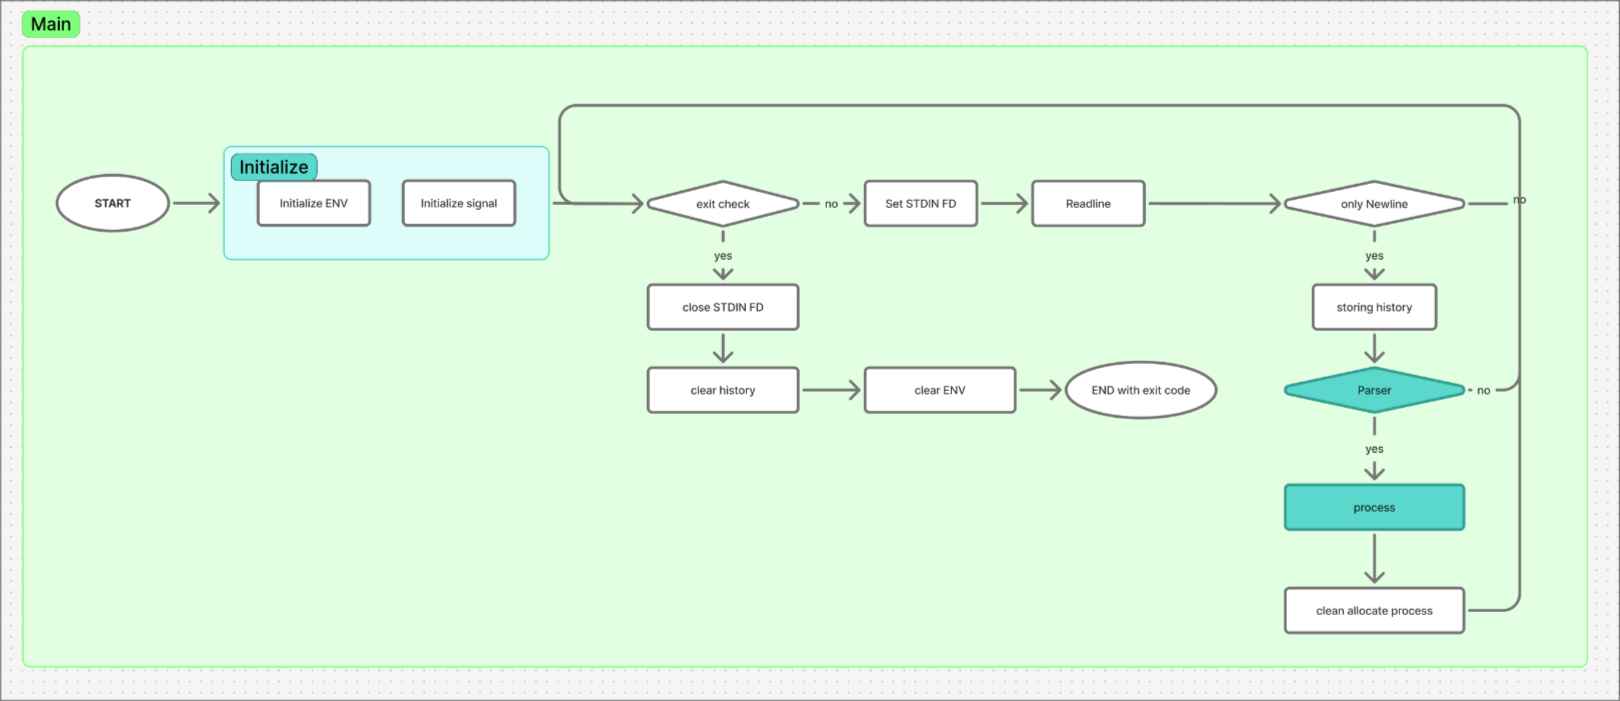 Main
Initialize
START
Initialize ENV
Initialize signal
exit check
no
Set STDIN FD
Readline
only Newline
no
yes
yes
close STDIN FD
storing history
clear history
clear ENV
END with exit code
Parser
no
yes
process
clean allocate process